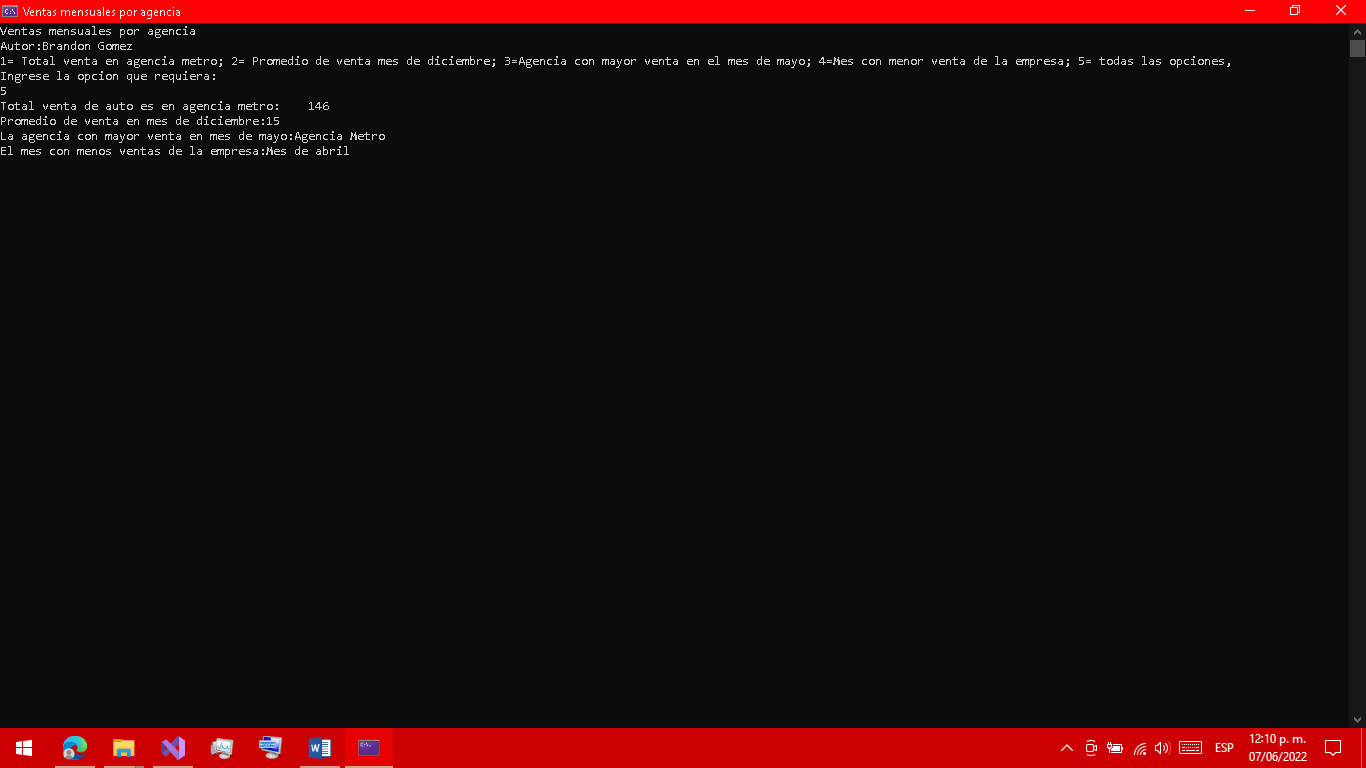 Ventas mensuales por agencia
Ventas mensuales por agencia
Autor:Brandon Gomez
1= Total venta en agencia metro; 2= Promedio de venta mes de diciembre; 3=Agencia con mayor venta en el mes de mayo; 4=Mes con menor venta de la empresa; 5= todas las opciones,
Ingrese la opcion que requiera:
5
Total venta de auto es en agencia metro:    146
Promedio de venta en mes de diciembre:15
La agencia con mayor venta en mes de mayo:Agencia Metro
El mes con menos ventas de la empresa:Mes de abril
ESP
12:10 p. m.
07/06/2022